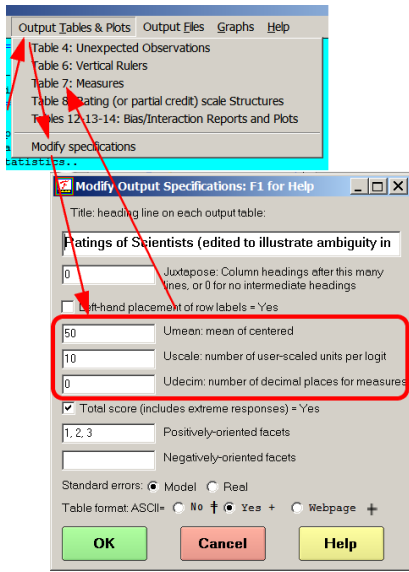 Output Tables & Plots Output Files Graphs Help
Table 4: Unexpected Observations
Table 6: Vertical Rulers
Table 7: Measures
Table 8: Rating (or partial credit) scale Structures
Tables 12-13-14: Bias/Interaction Reports and Plots
Modify specifications
tatistics..
Modify Output Specifications: F1 for Help
Title: heading line on each output table:
Ratings of Scientists (edited to illustrate ambiguity in
0 Juxtapose: Column headings after this many
lines, or 0 for no intermediate headings
Left-hand placement of row labels = Yes
50 Umean: mean of centered
10 Uscale: number of user-scaled units per logit
0 Udecim: number of decimal places for measures
Total score (includes extreme responses) = Yes
1, 2, 3 Positively-oriented facets
Negatively-oriented facets
Standard errors: Model Real
Table format: ASCII= No ‡ Yes + Webpage +
OK Cancel Help